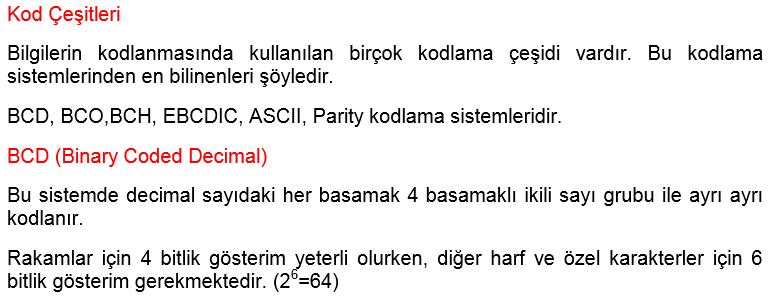 Kod Çeşitleri
Bilgilerin kodlanmasında kullanılan birçok kodlama çeşidi vardır. Bu kodlama
sistemlerinden en bilinenleri şöyledir.
BCD, BCO,BCH, EBCDIC, ASCII, Parity kodlama sistemleridir.
BCD (Binary Coded Decimal)
Bu sistemde decimal sayıdaki her basamak 4 basamaklı ikili sayı grubu ile ayrı ayrı
kodlanır.
Rakamlar için 4 bitlik gösterim yeterli olurken, diğer harf ve özel karakterler için 6
bitlik gösterim gerekmektedir. (2⁶=64)